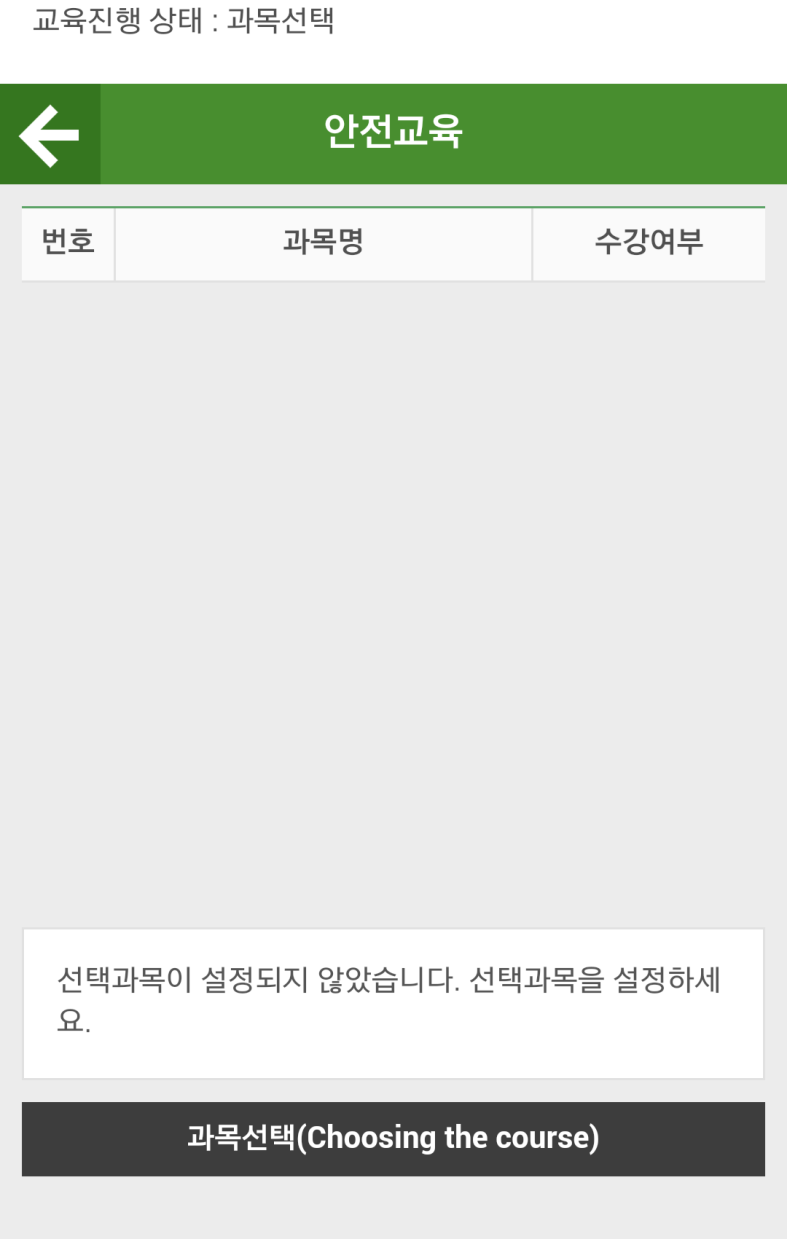 교육진행 상태 : 과목선택
안전교육
번호 과목명 수강여부
선택과목이 설정되지 않았습니다. 선택과목을 설정하세
요.
과목선택(Choosing the course)